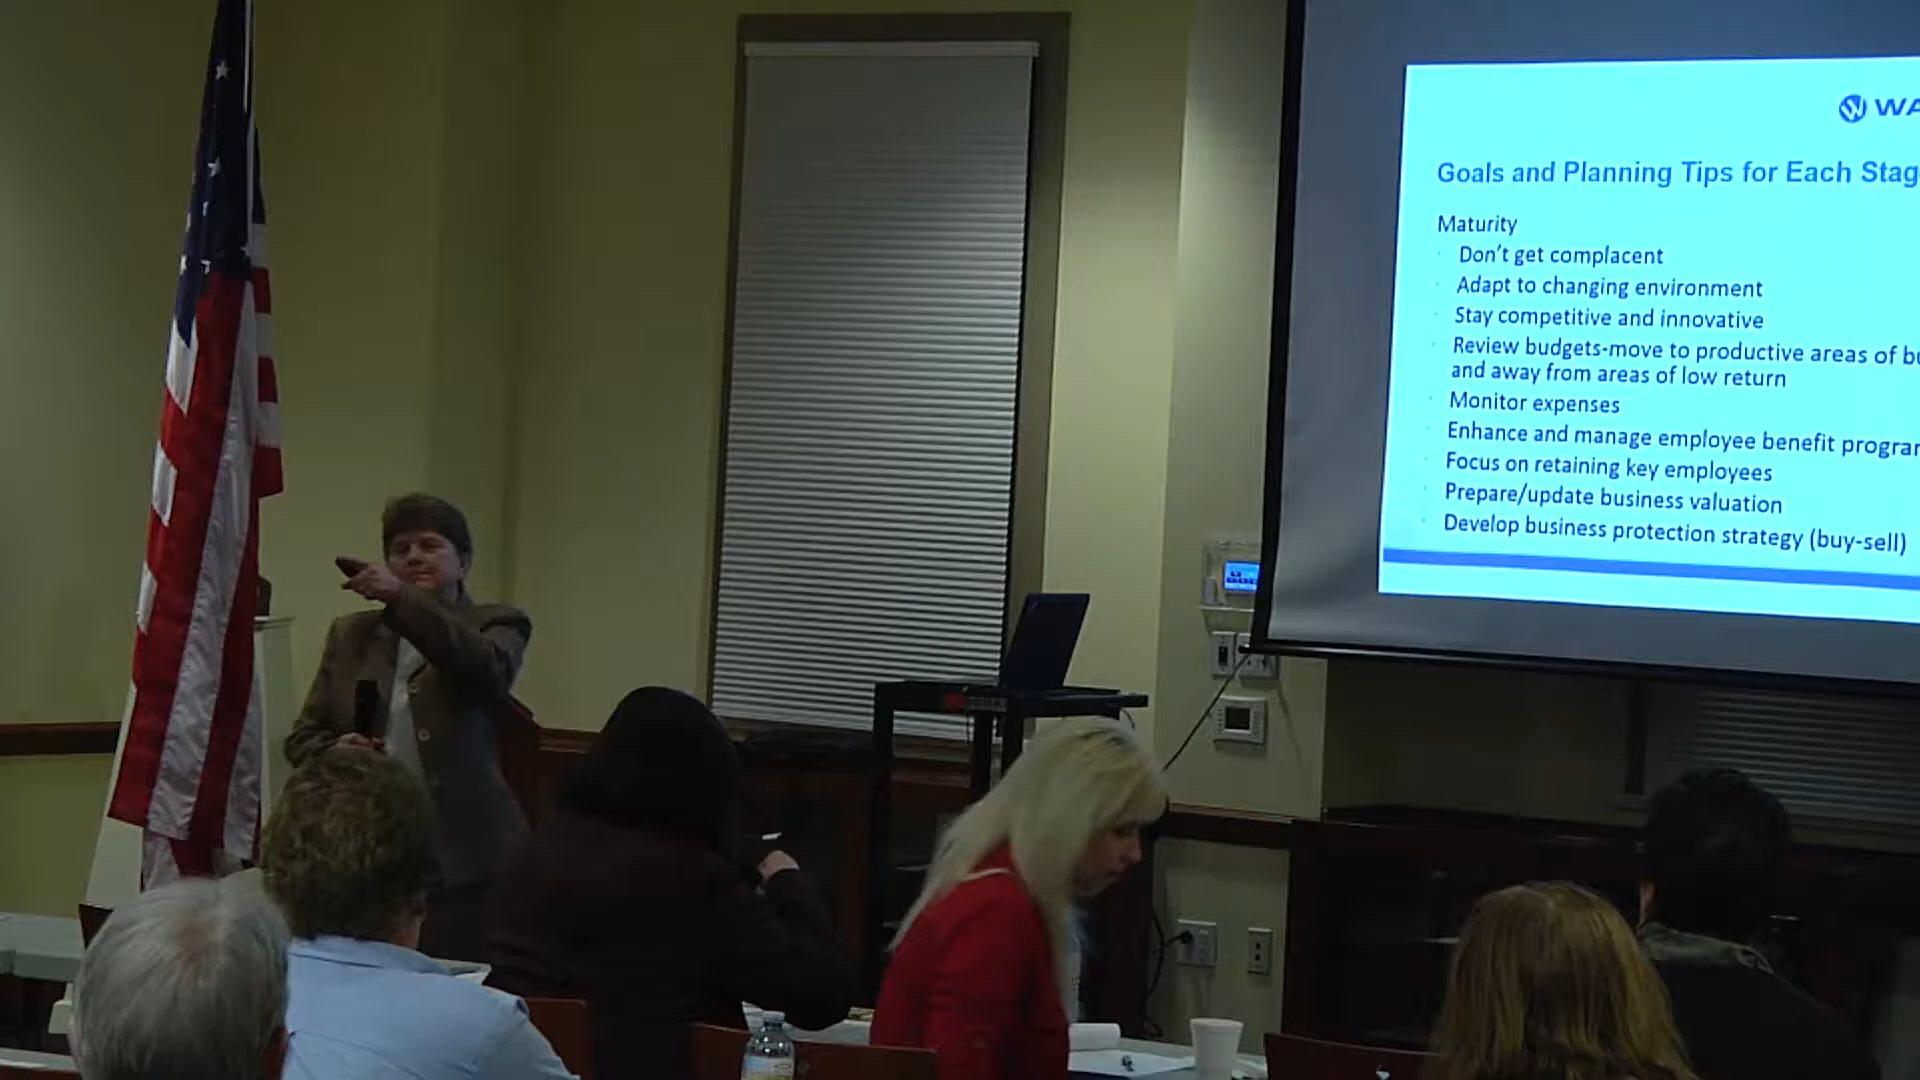 WA
Goals and Planning Tips for Each Stag
Maturity
Don't get complacent
Adapt to changing environment
Stay competitive and innovative
Review budgets-move to productive areas of bu
and away from areas of low return
Monitor expenses
Enhance and manage employee benefit program
Focus on retaining key employees
Prepare/update business valuation
Develop business protection strategy (buy-sell)